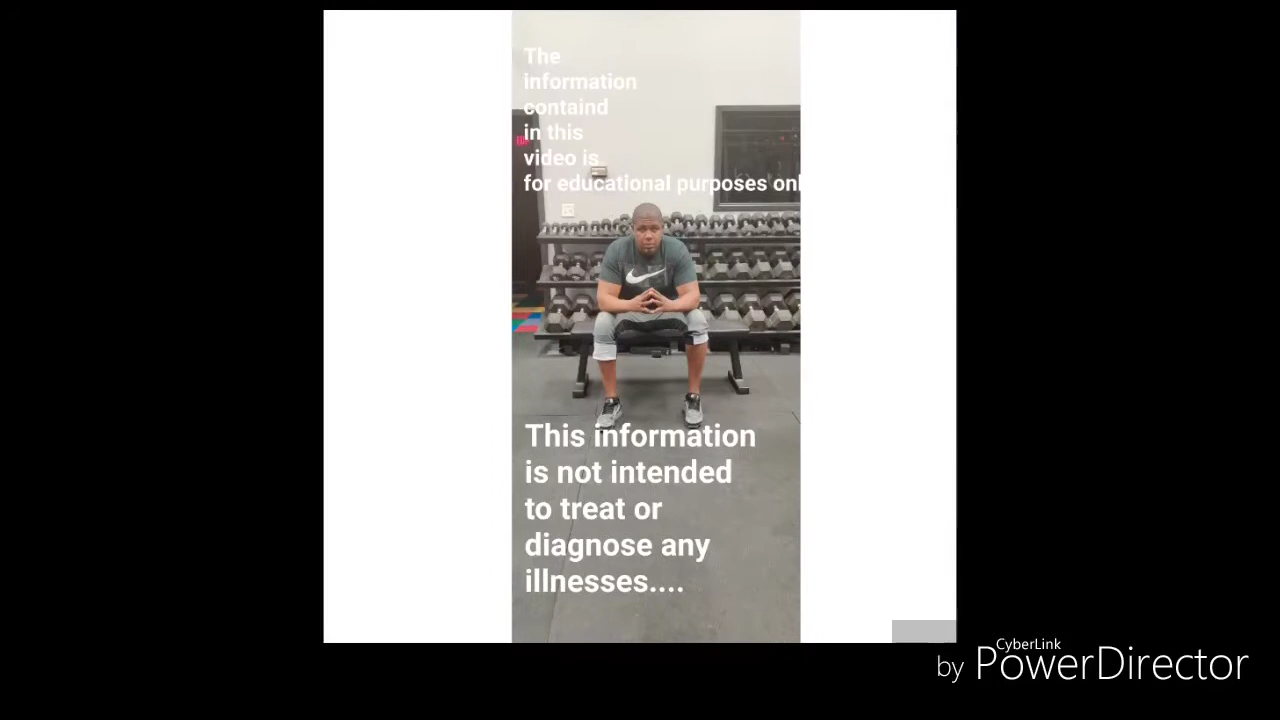 The
information
containd
in this
video is
for educational purposes onl
This information
is not intended
to treat or
diagnose any
illnesses....
CyberLink
by PowerDirector